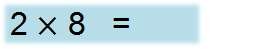 2 × 8 =